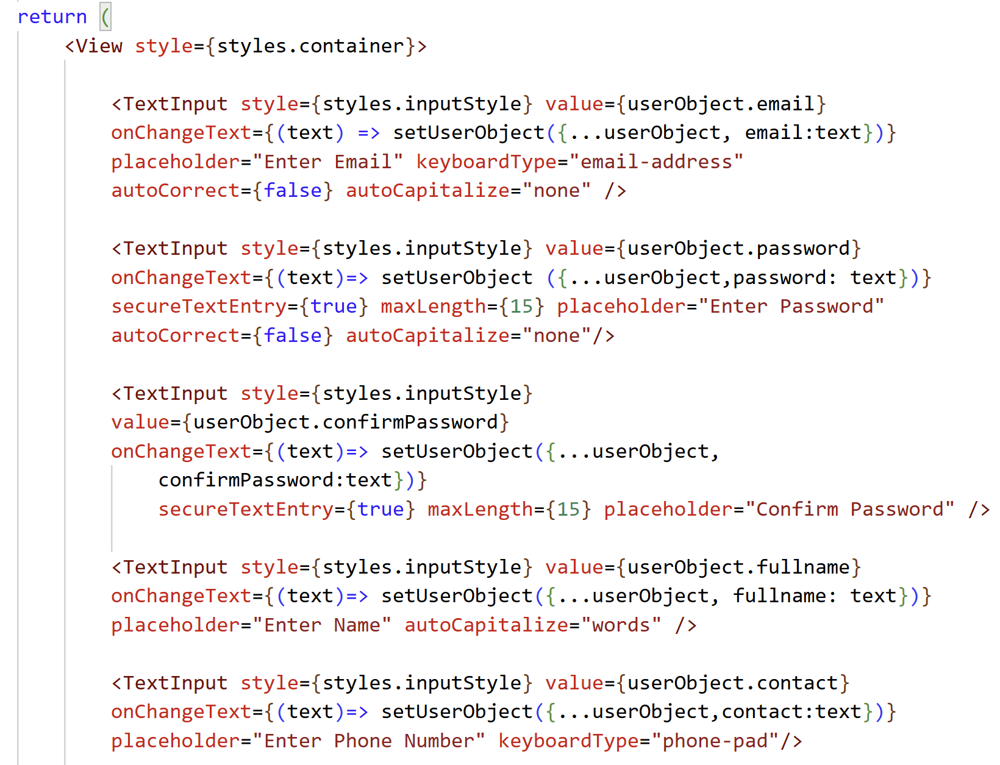 return (
<View style={styles.container}>
<TextInput style={styles.inputStyle} value={userObject.email}
onChangeText={(text) => setUserObject({...userObject, email:text})}
placeholder="Enter Email" keyboardType="email-address"
autoCorrect={false} autoCapitalize="none" />
<TextInput style={styles.inputStyle} value={userObject.password}
onChangeText={(text)=> setUserObject ({...userObject,password: text})}
secureTextEntry={true} maxLength={15} placeholder="Enter Password"
autoCorrect={false} autoCapitalize="none"/>
<TextInput style={styles.inputStyle}
value={userObject.confirmPassword}
onChangeText={(text)=> setUserObject({...userObject,
confirmPassword:text})}
secureTextEntry={true} maxLength={15} placeholder="Confirm Password" />
<TextInput style={styles.inputStyle} value={userObject.fullname}
onChangeText={(text)=> setUserObject({...userObject, fullname: text})}
placeholder="Enter Name" autoCapitalize="words" />
<TextInput style={styles.inputStyle} value={userObject.contact}
onChangeText={(text)=> setUserObject({...userObject,contact:text})}
placeholder="Enter Phone Number" keyboardType="phone-pad"/>